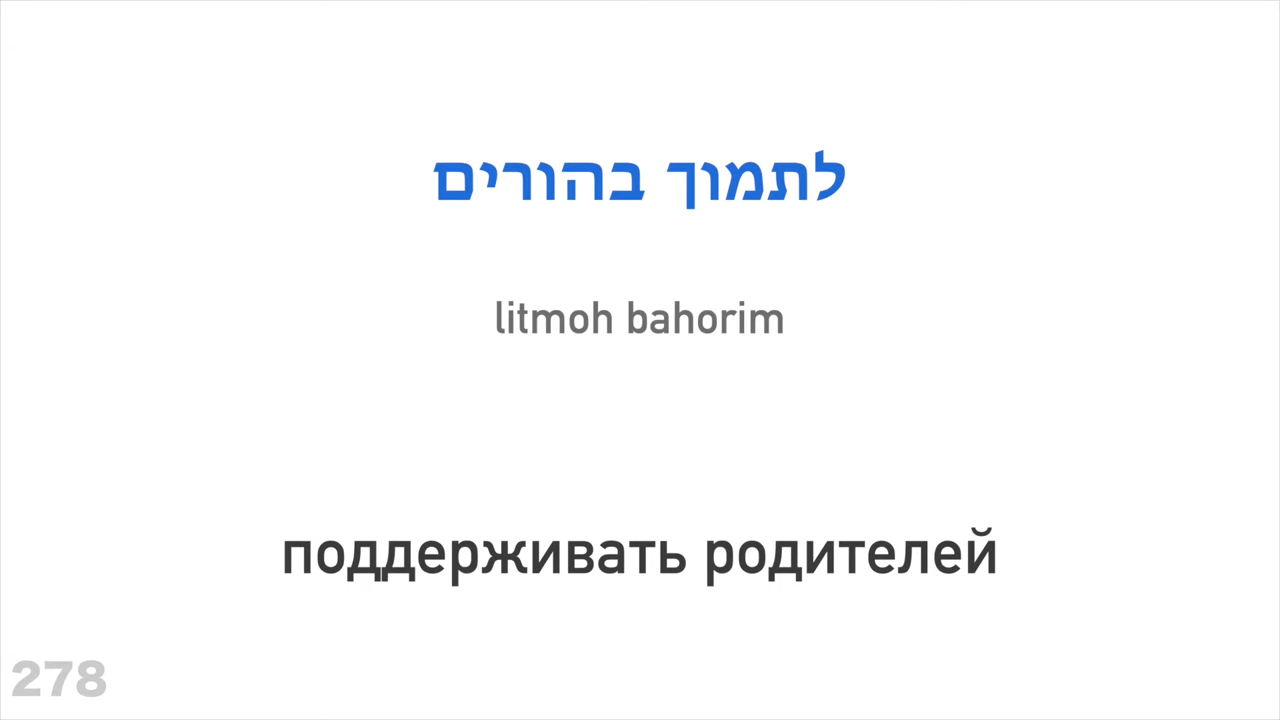 לתמוך בהורים
litmoh bahorim
поддерживать родителей
278